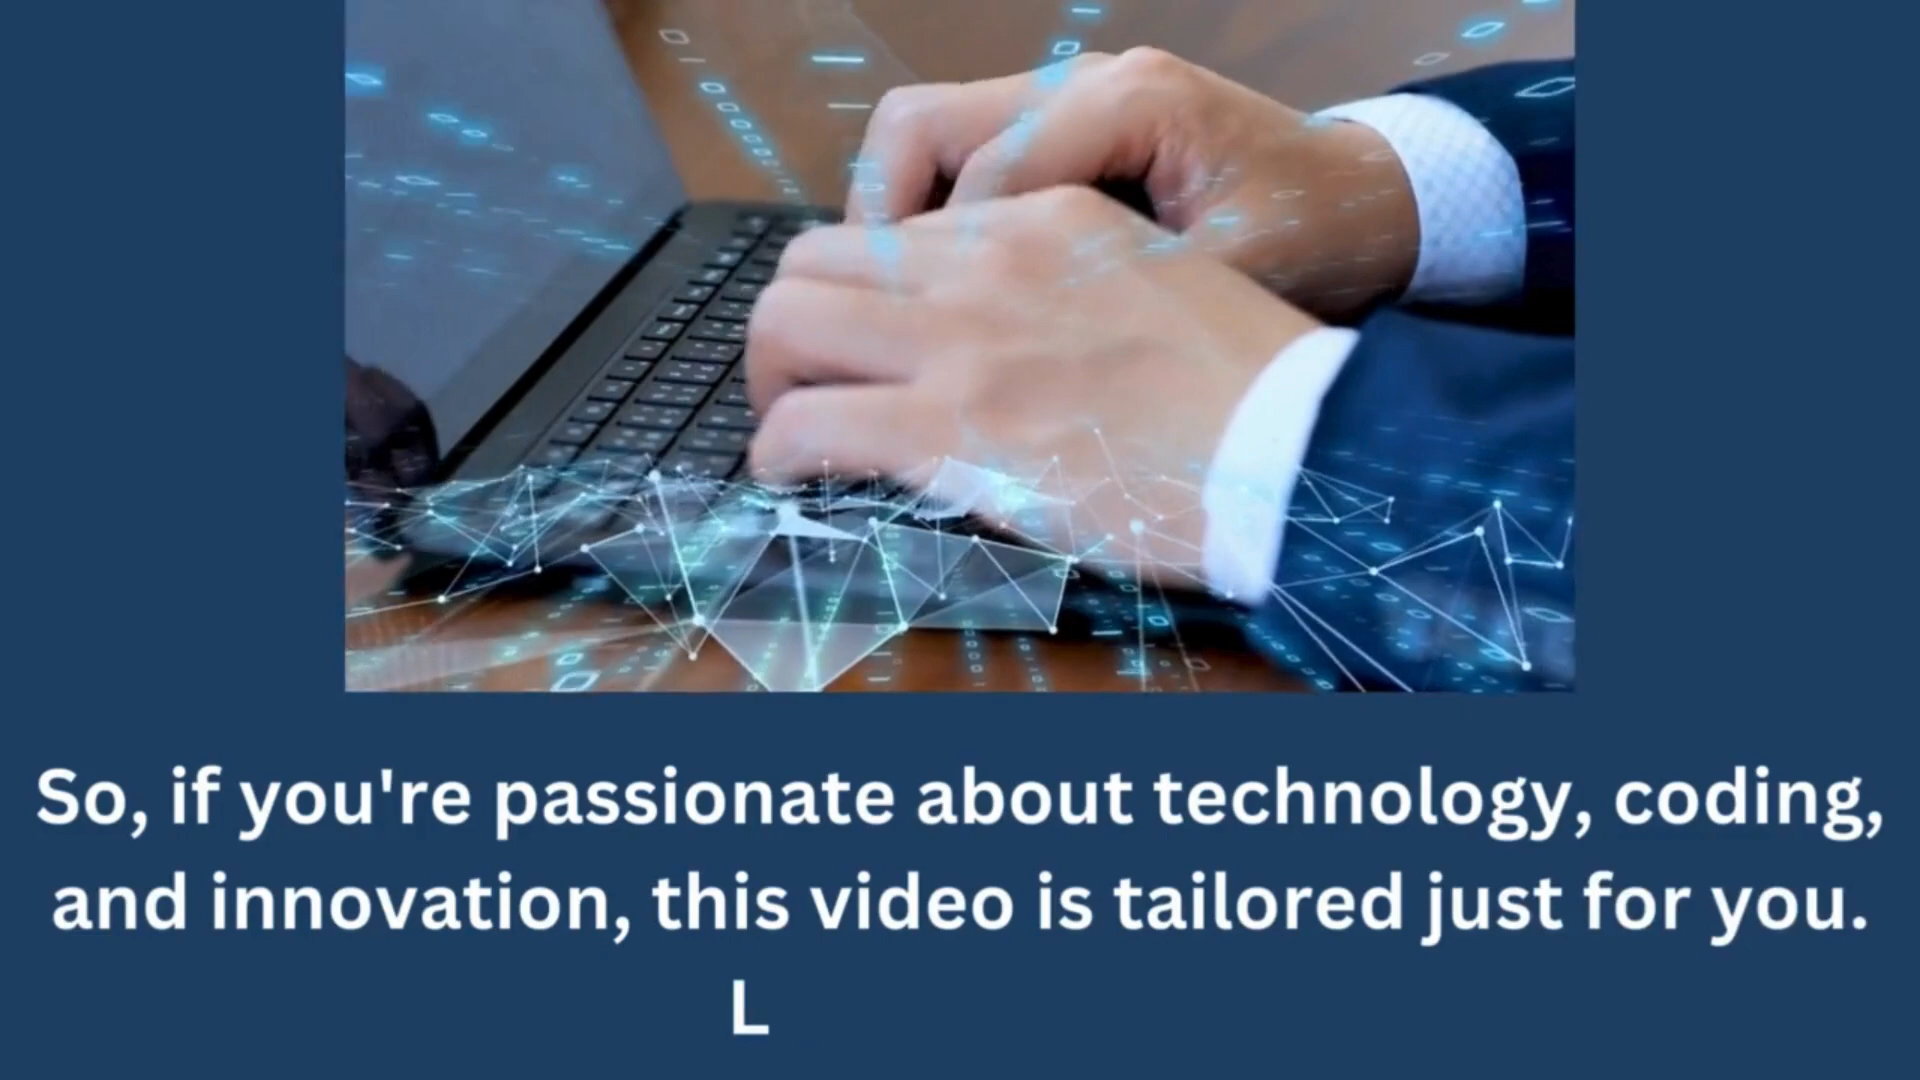 So, if you're passionate about technology, coding,
and innovation, this video is tailored just for you.
L